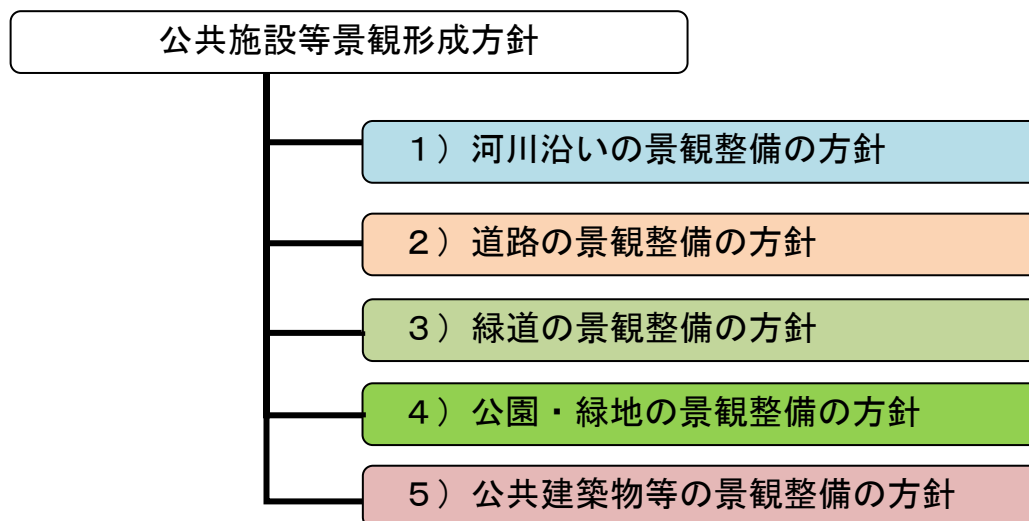 公共施設等景観形成方針
１）河川沿いの景観整備の方針
２）道路の景観整備の方針
３）緑道の景観整備の方針
４）公園・緑地の景観整備の方針
５）公共建築物等の景観整備の方針